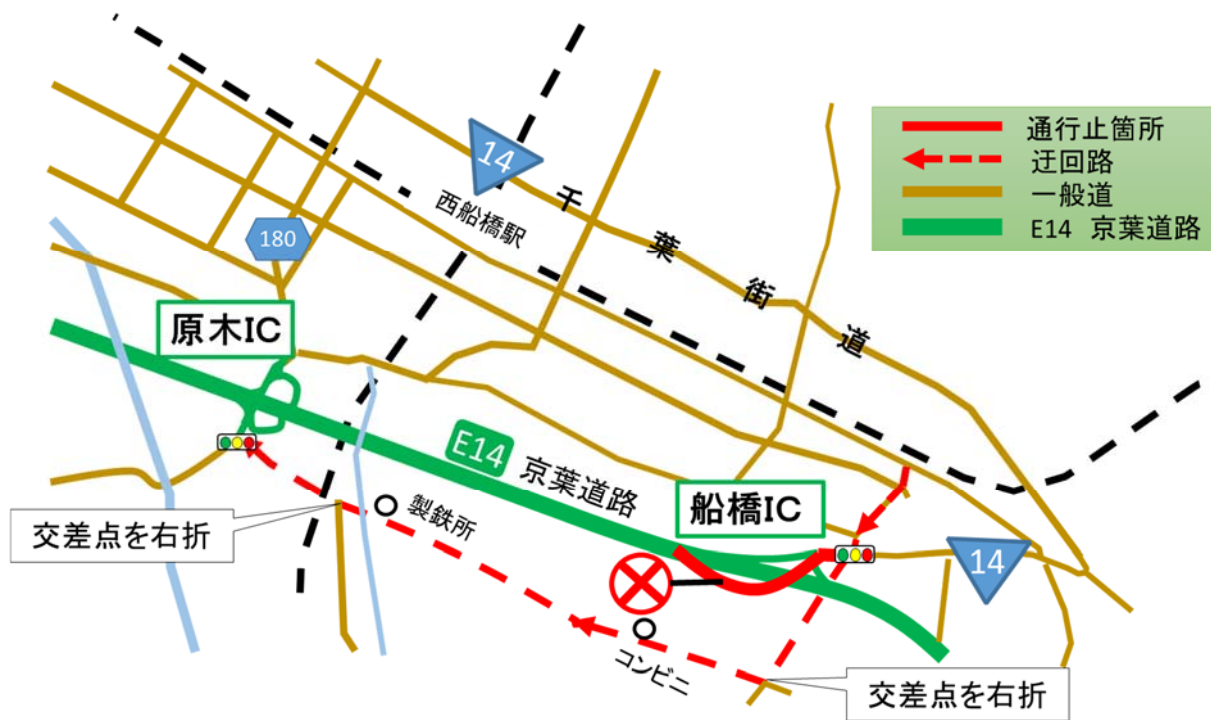 14
西船橋駅
千葉街道
180
原木IC
E14 京葉道路
製鉄所
交差点を右折
船橋IC
14
コンビニ
交差点を右折
通行止箇所
迂回路
一般道
E14 京葉道路